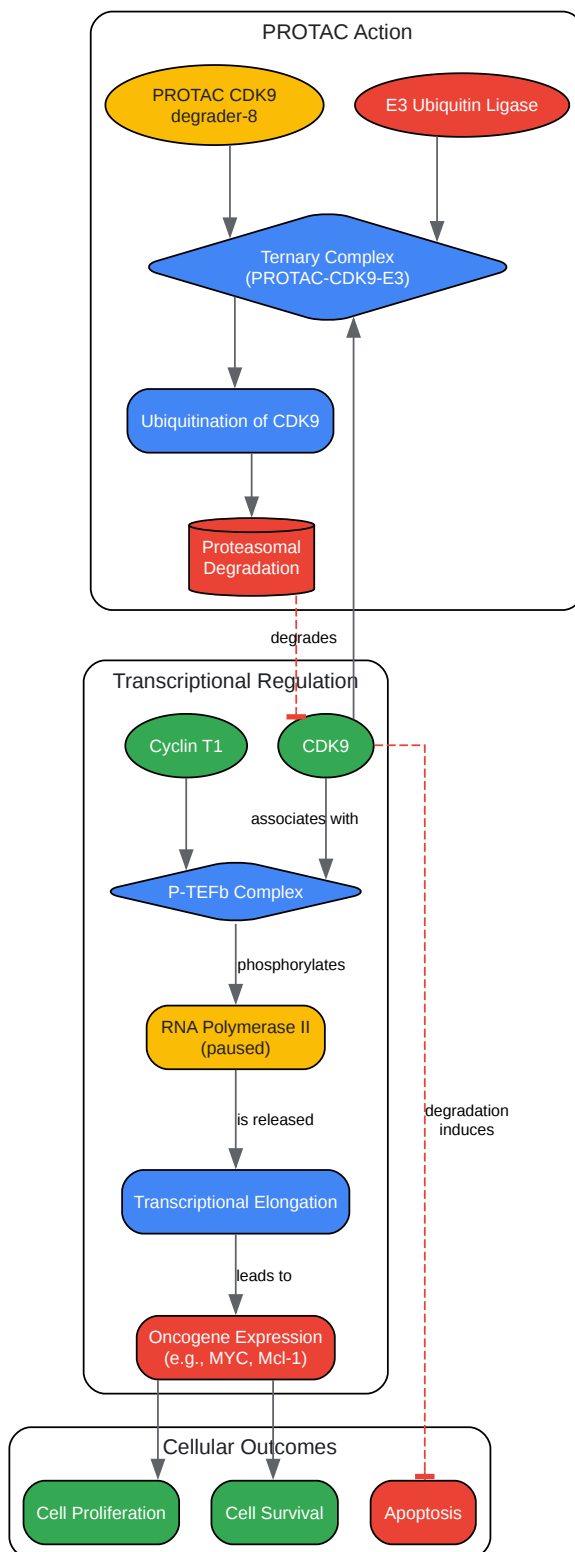 PROTAC Action
PROTAC CDK9
degrader-8
E3 Ubiquitin Ligase
Ternary Complex
(PROTAC-CDK9-E3)
Ubiquitination of CDK9
Proteasomal
Degradation
degrades
Transcriptional Regulation
Cyclin T1
CDK9
associates with
P-TEFb Complex
phosphorylates
RNA Polymerase II
(paused)
is released
degradation
induces
Transcriptional Elongation
leads to
Oncogene Expression
(e.g., MYC, Mcl-1)
Cellular Outcomes
Cell Proliferation
Cell Survival
Apoptosis